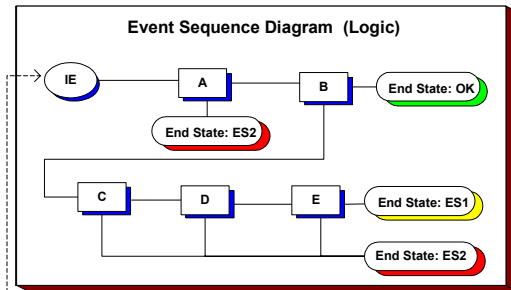 Event Sequence Diagram (Logic)
IE
A
B
End State: OK
End State: ES2
C
D
E
End State: ES1
End State: ES2